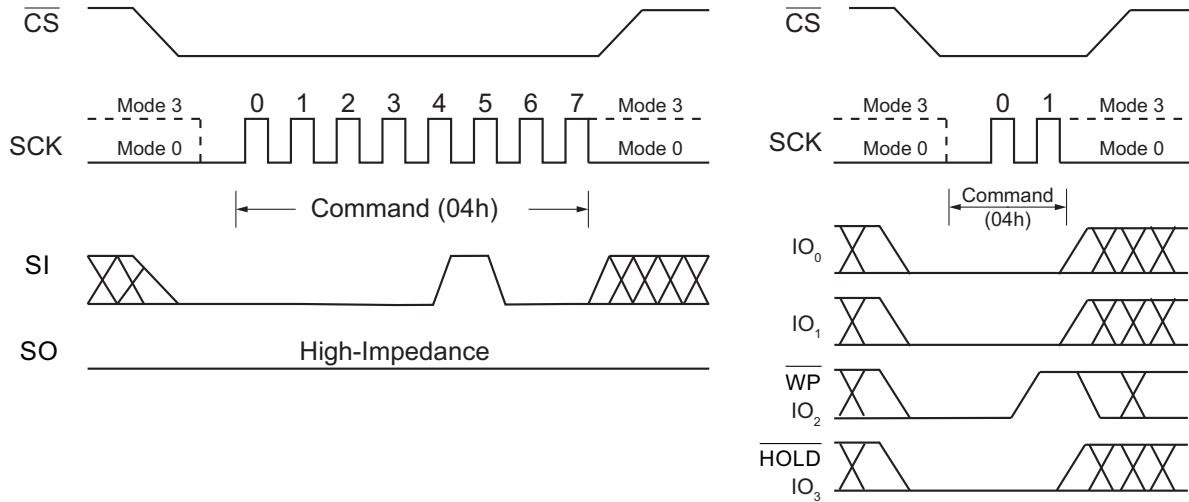 CS
Mode 3
0 1 2 3 4 5 6 7
Mode 3
SCK
Mode 0
Mode 0
Command (04h)
SI
SO
High-Impedance
CS
Mode 3
0 1
Mode 3
SCK
Mode 0
Mode 0
Command
(04h)
IO0
IO1
WP
IO2
HOLD
IO3